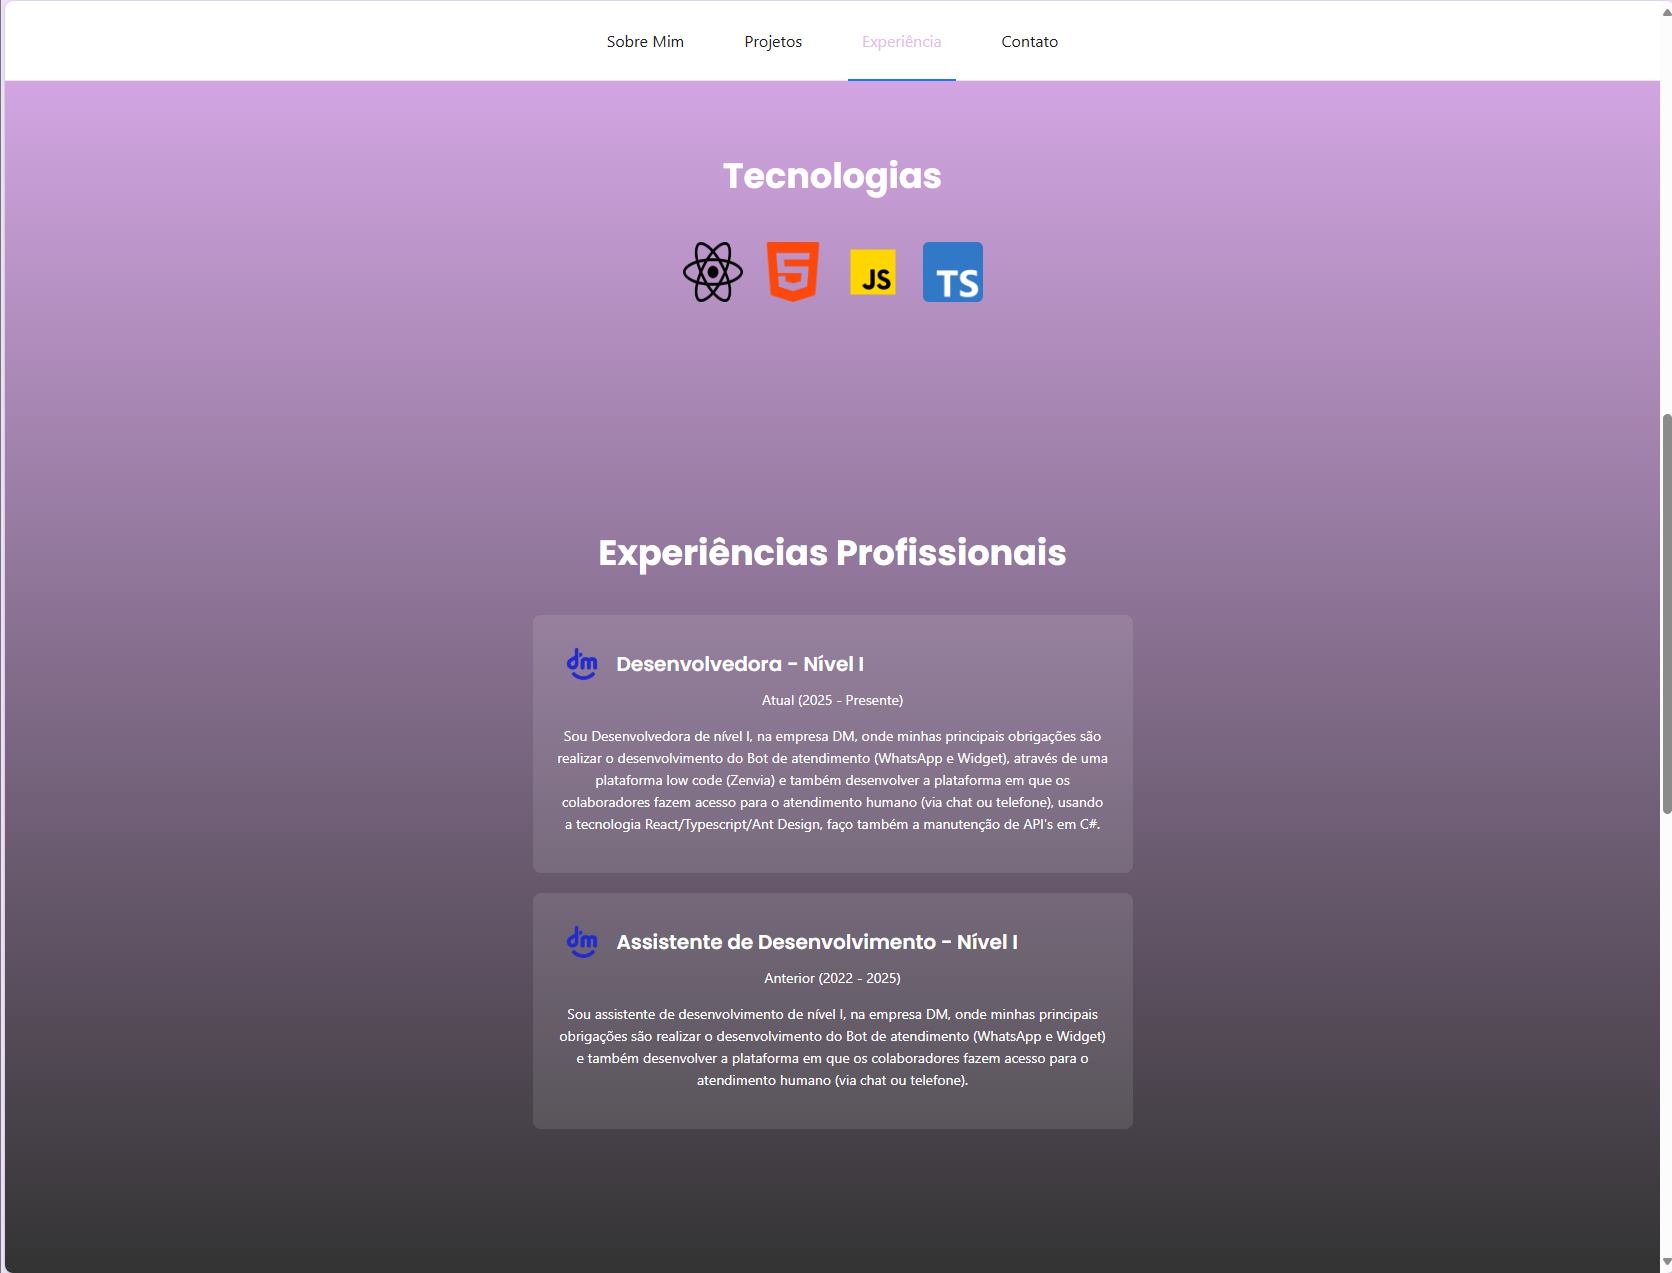 Sobre Mim Projetos Experiência Contato
Tecnologias
5 JS TS
Experiências Profissionais
dm Desenvolvedora - Nível I
Atual (2025 - Presente)
Sou Desenvolvedora de nível I, na empresa DM, onde minhas principais obrigações são
realizar o desenvolvimento do Bot de atendimento (WhatsApp e Widget), através de uma
plataforma low code (Zenvia) e também desenvolver a plataforma em que os
colaboradores fazem acesso para o atendimento humano (via chat ou telefone), usando
a tecnologia React/Typescript/Ant Design, faço também a manutenção de API's em C#.
dm Assistente de Desenvolvimento - Nível I
Anterior (2022 - 2025)
Sou assistente de desenvolvimento de nível I, na empresa DM, onde minhas principais
obrigações são realizar o desenvolvimento do Bot de atendimento (WhatsApp e Widget)
e também desenvolver a plataforma em que os colaboradores fazem acesso para o
atendimento humano (via chat ou telefone).